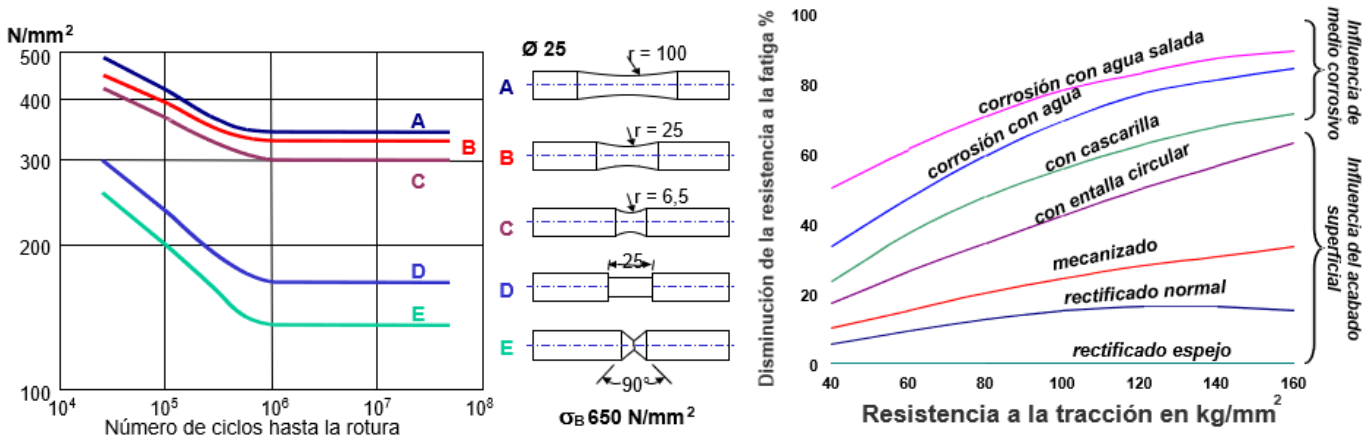 N/mm²
500
400
300
200
100
A
B
C
D
E
10⁴
10⁵
10⁶
10⁷
10⁸
Número de ciclos hasta la rotura
Ø 25
A
r = 100
B
r = 25
C
r = 6,5
D
25
E
90°
σB 650 N/mm²
Disminución de la resistencia a la fatiga %
100
80
60
40
20
0
corrosión con agua salada
corrosión con agua
con cascarilla
con entalla circular
mecanizado
rectificado normal
rectificado espejo
40
60
80
100
120
140
160
Resistencia a la tracción en kg/mm²
Influencia de
medio corrosivo
Influencia del acabado
superficial